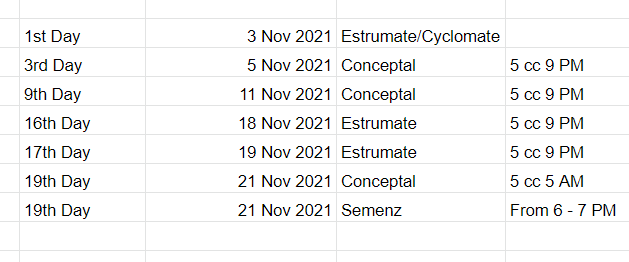 1st Day 3 Nov 2021 Estrumate/Cyclomate
3rd Day 5 Nov 2021 Conceptal 5 cc 9 PM
9th Day 11 Nov 2021 Conceptal 5 cc 9 PM
16th Day 18 Nov 2021 Estrumate 5 cc 9 PM
17th Day 19 Nov 2021 Estrumate 5 cc 9 PM
19th Day 21 Nov 2021 Conceptal 5 cc 5 AM
19th Day 21 Nov 2021 Semenz From 6 - 7 PM